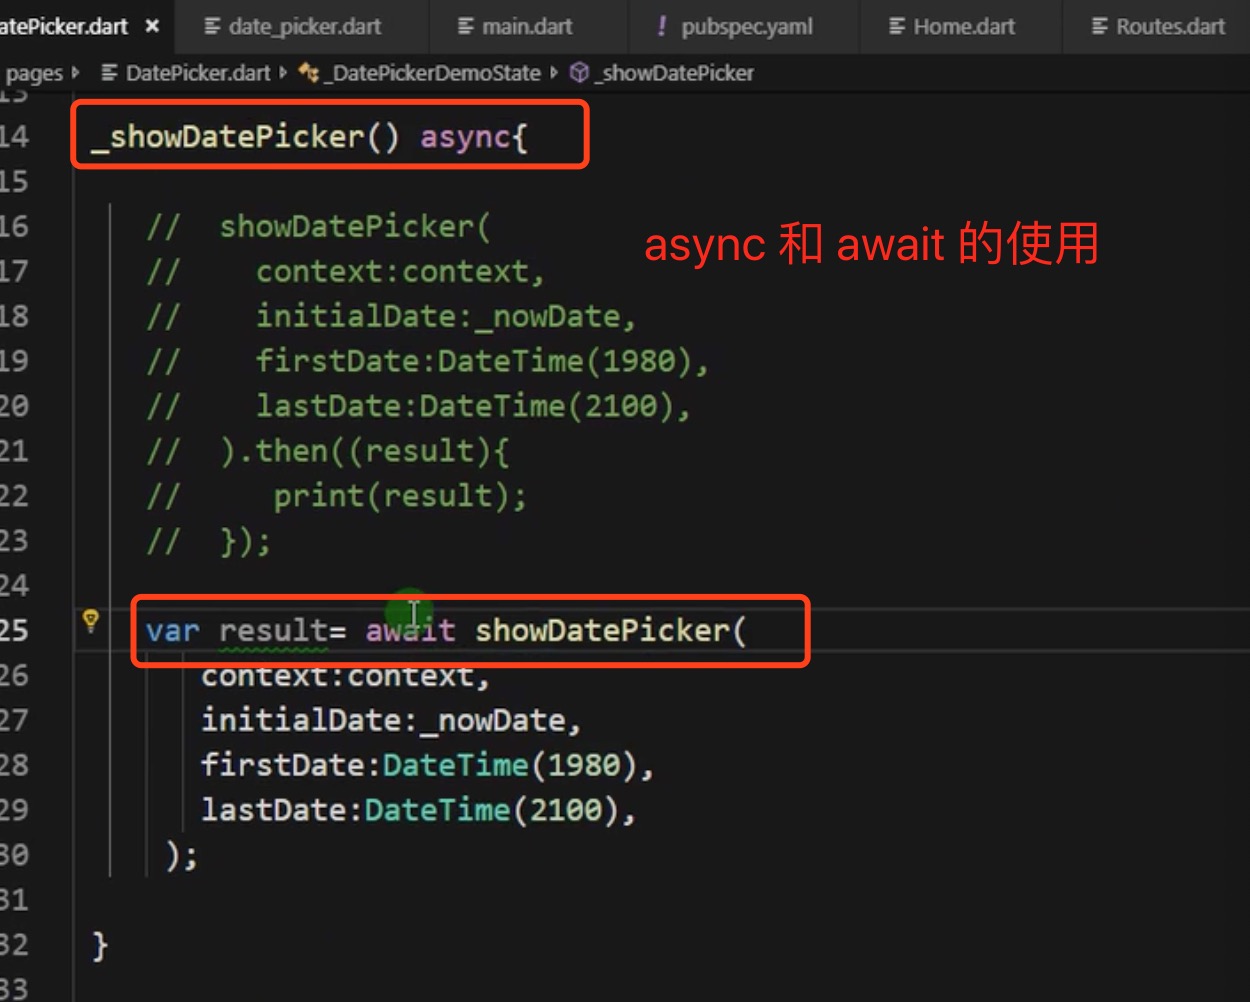 atePicker.dart × date_picker.dart main.dart ! pubspec.yaml Home.dart Routes.dart
pages DatePicker.dart _DatePickerDemoState _showDatePicker
13
14 _showDatePicker() async{
15
16 // showDatePicker(
async 和 await 的使用
17 // context:context,
18 // initialDate:_nowDate,
19 // firstDate:DateTime(1980),
20 // lastDate:DateTime(2100),
21 // ).then((result){
22 // print(result);
23 // });
24
25 var result= await showDatePicker(
26 context:context,
27 initialDate:_nowDate,
28 firstDate:DateTime(1980),
29 lastDate:DateTime(2100),
30 );
31
32 }
33